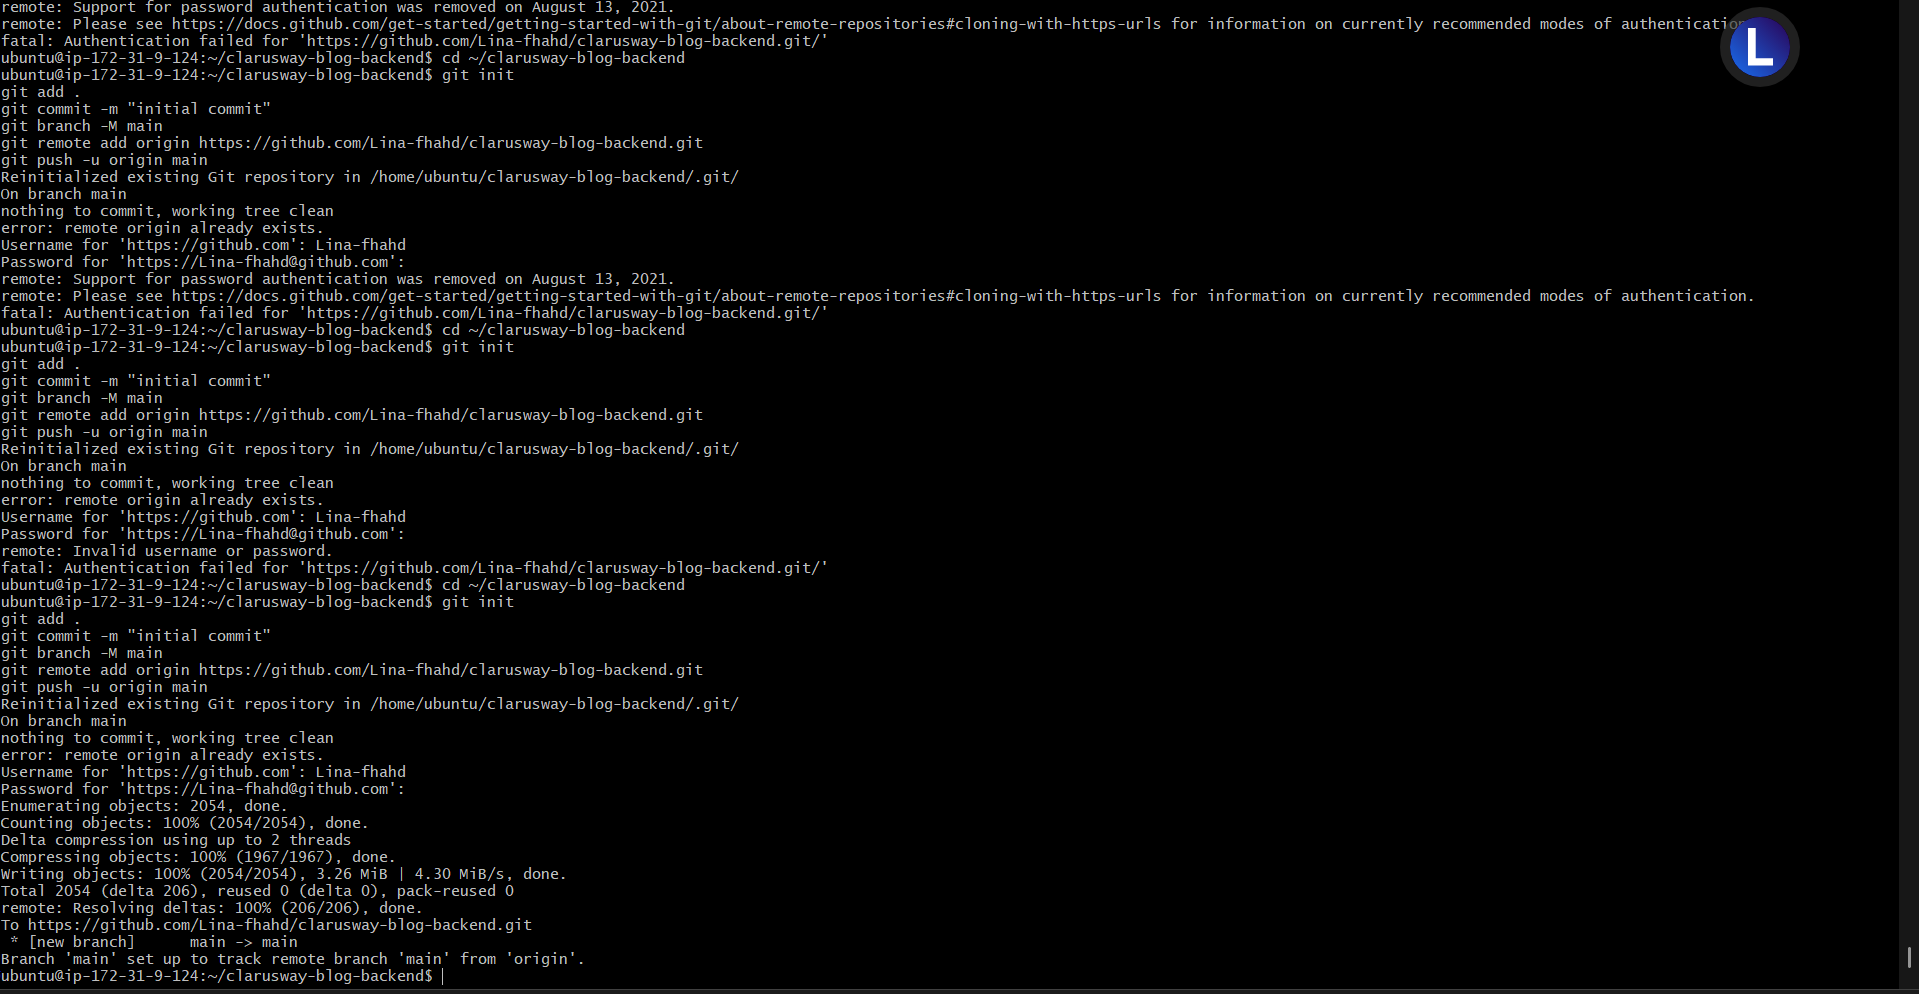 remote: Support for password authentication was removed on August 13, 2021.
remote: Please see https://docs.github.com/get-started/getting-started-with-git/about-remote-repositories#cloning-with-https-urls for information on currently recommended modes of authentication.
fatal: Authentication failed for 'https://github.com/Lina-fhahd/clarusway-blog-backend.git/'
L
ubuntu@ip-172-31-9-124:~/clarusway-blog-backend$ cd ~/clarusway-blog-backend
ubuntu@ip-172-31-9-124:~/clarusway-blog-backend$ git init
git add .
git commit -m "initial commit"
git branch -M main
git remote add origin https://github.com/Lina-fhahd/clarusway-blog-backend.git
git push -u origin main
Reinitialized existing Git repository in /home/ubuntu/clarusway-blog-backend/.git/
On branch main
nothing to commit, working tree clean
error: remote origin already exists.
Username for 'https://github.com': Lina-fhahd
Password for 'https://Lina-fhahd@github.com':
remote: Support for password authentication was removed on August 13, 2021.
remote: Please see https://docs.github.com/get-started/getting-started-with-git/about-remote-repositories#cloning-with-https-urls for information on currently recommended modes of authentication.
fatal: Authentication failed for 'https://github.com/Lina-fhahd/clarusway-blog-backend.git/'
ubuntu@ip-172-31-9-124:~/clarusway-blog-backend$ cd ~/clarusway-blog-backend
ubuntu@ip-172-31-9-124:~/clarusway-blog-backend$ git init
git add .
git commit -m "initial commit"
git branch -M main
git remote add origin https://github.com/Lina-fhahd/clarusway-blog-backend.git
git push -u origin main
Reinitialized existing Git repository in /home/ubuntu/clarusway-blog-backend/.git/
On branch main
nothing to commit, working tree clean
error: remote origin already exists.
Username for 'https://github.com': Lina-fhahd
Password for 'https://Lina-fhahd@github.com':
remote: Invalid username or password.
fatal: Authentication failed for 'https://github.com/Lina-fhahd/clarusway-blog-backend.git/'
ubuntu@ip-172-31-9-124:~/clarusway-blog-backend$ cd ~/clarusway-blog-backend
ubuntu@ip-172-31-9-124:~/clarusway-blog-backend$ git init
git add .
git commit -m "initial commit"
git branch -M main
git remote add origin https://github.com/Lina-fhahd/clarusway-blog-backend.git
git push -u origin main
Reinitialized existing Git repository in /home/ubuntu/clarusway-blog-backend/.git/
On branch main
nothing to commit, working tree clean
error: remote origin already exists.
Username for 'https://github.com': Lina-fhahd
Password for 'https://Lina-fhahd@github.com':
Enumerating objects: 2054, done.
Counting objects: 100% (2054/2054), done.
Delta compression using up to 2 threads
Compressing objects: 100% (1967/1967), done.
Writing objects: 100% (2054/2054), 3.26 MiB | 4.30 MiB/s, done.
Total 2054 (delta 206), reused 0 (delta 0), pack-reused 0
remote: Resolving deltas: 100% (206/206), done.
To https://github.com/Lina-fhahd/clarusway-blog-backend.git
 * [new branch]      main -> main
Branch 'main' set up to track remote branch 'main' from 'origin'.
ubuntu@ip-172-31-9-124:~/clarusway-blog-backend$